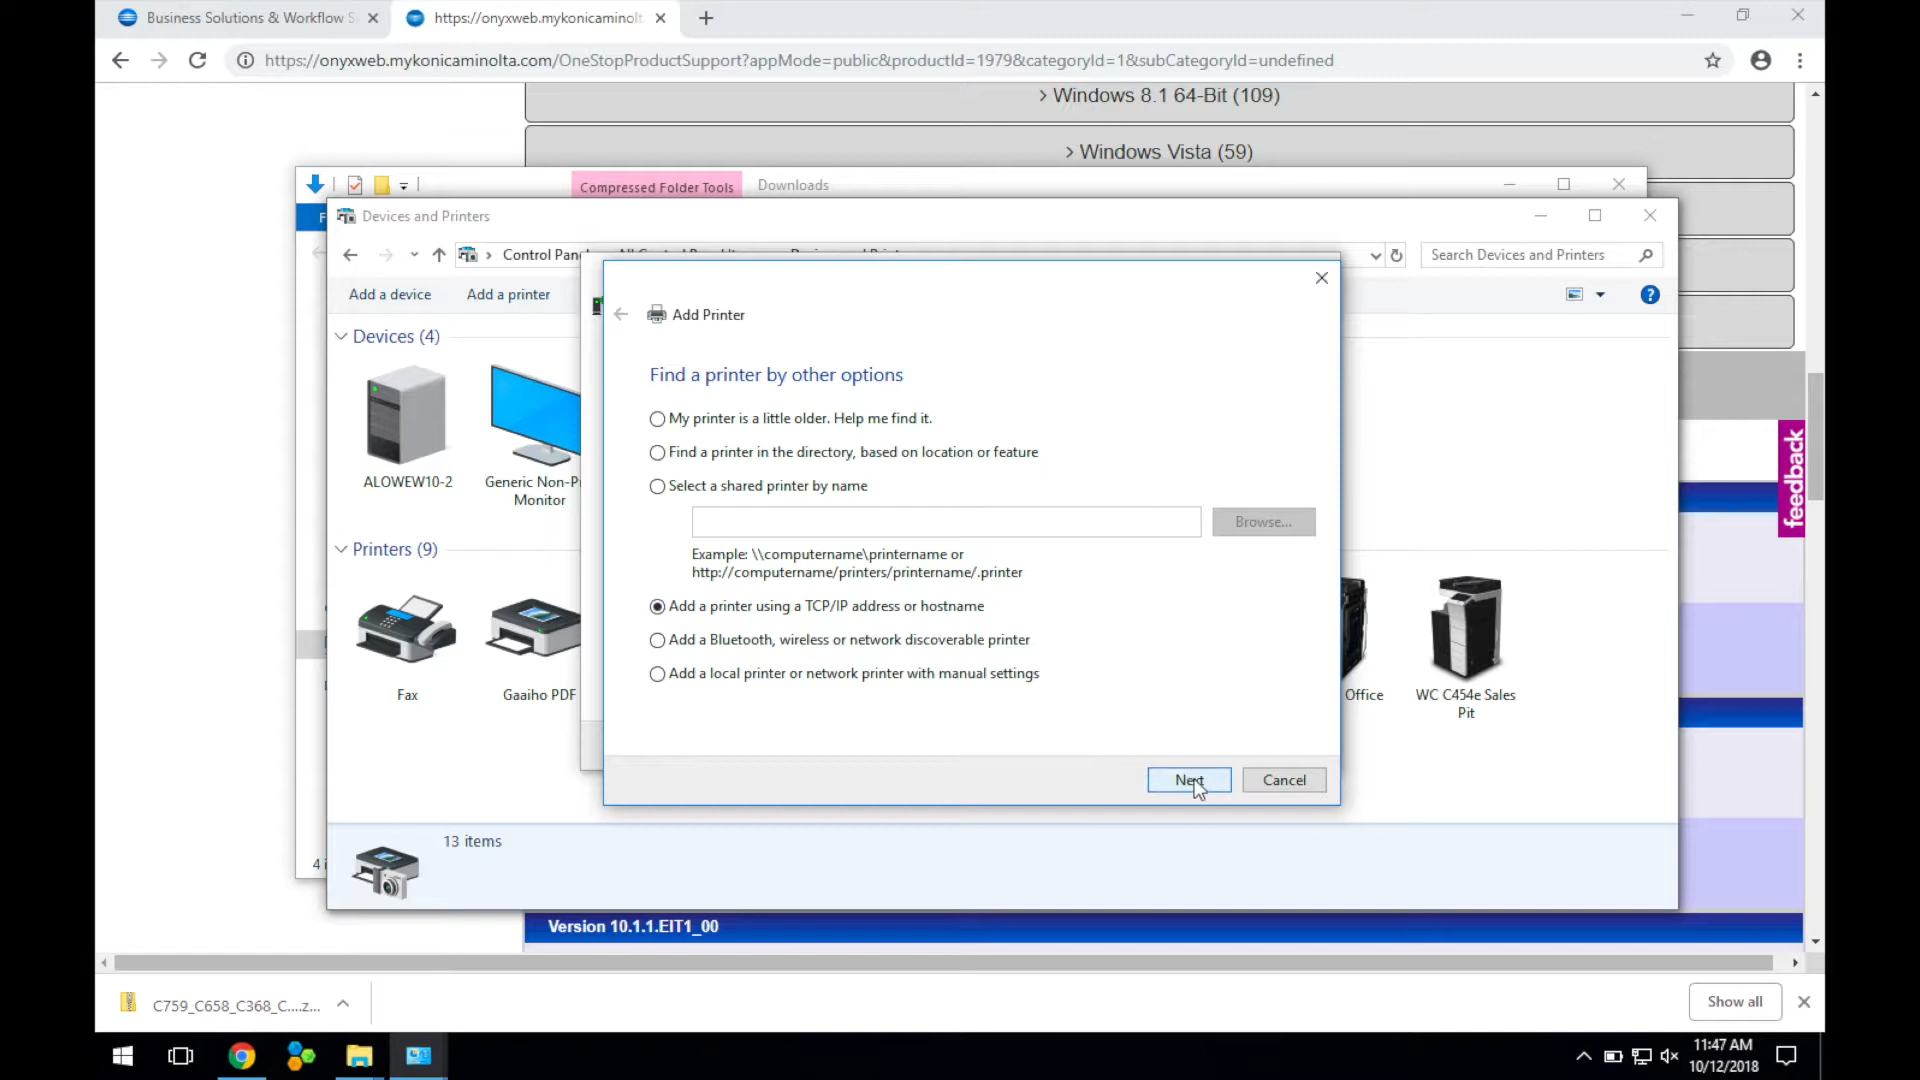 Business Solutions & Workflow S
https://onyxweb.mykonicaminolt
https://onyxweb.mykonicaminolta.com/OneStopProductSupport?appMode=public&productId=1979&categoryId=1&subCategoryId=undefined
Windows 8.1 64-Bit (109)
Windows Vista (59)
Compressed Folder Tools
Downloads
F
Devices and Printers
Control Pan
Search Devices and Printers
Add a device
Add a printer
Devices (4)
ALOWEW10-2
Generic Non-P
Monitor
Printers (9)
Fax
Gaaiho PDF
Add Printer
Find a printer by other options
My printer is a little older. Help me find it.
Find a printer in the directory, based on location or feature
Select a shared printer by name
Browse...
Example: \\computername\printername or
http://computername/printers/printername/.printer
Add a printer using a TCP/IP address or hostname
Add a Bluetooth, wireless or network discoverable printer
Add a local printer or network printer with manual settings
Next
Cancel
Office
WC C454e Sales
Pit
feedback
13 items
4 i
Version 10.1.1.EIT1_00
C759_C658_C368_C....z...
Show all
11:47 AM
10/12/2018